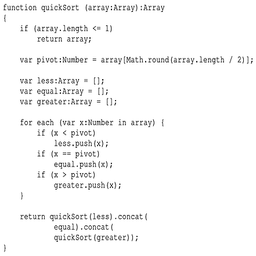 function quickSort (array:Array):Array
{
    if (array.length <= 1)
        return array;
    var pivot:Number = array[Math.round(array.length / 2)];
    var less:Array = [];
    var equal:Array = [];
    var greater:Array = [];
    for each (var x:Number in array) {
        if (x < pivot)
            less.push(x);
        if (x == pivot)
            equal.push(x);
        if (x > pivot)
            greater.push(x);
    }
    return quickSort(less).concat(
            equal).concat(
            quickSort(greater));
}